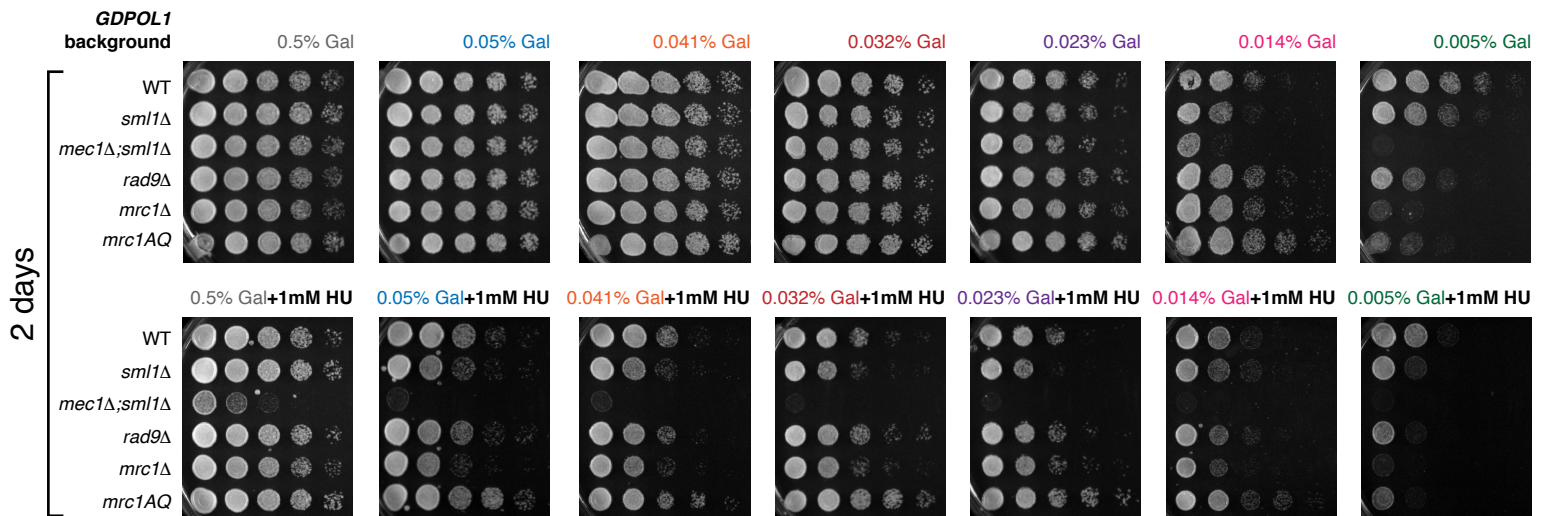 GDPOL1
background
0.5% Gal
0.05% Gal
0.041% Gal
0.032% Gal
0.023% Gal
0.014% Gal
0.005% Gal
2 days
WT
sml1Δ
mec1Δ;sml1Δ
rad9Δ
mrc1Δ
mrc1AQ
0.5% Gal+1mM HU
0.05% Gal+1mM HU
0.041% Gal+1mM HU
0.032% Gal+1mM HU
0.023% Gal+1mM HU
0.014% Gal+1mM HU
0.005% Gal+1mM HU
WT
sml1Δ
mec1Δ;sml1Δ
rad9Δ
mrc1Δ
mrc1AQ